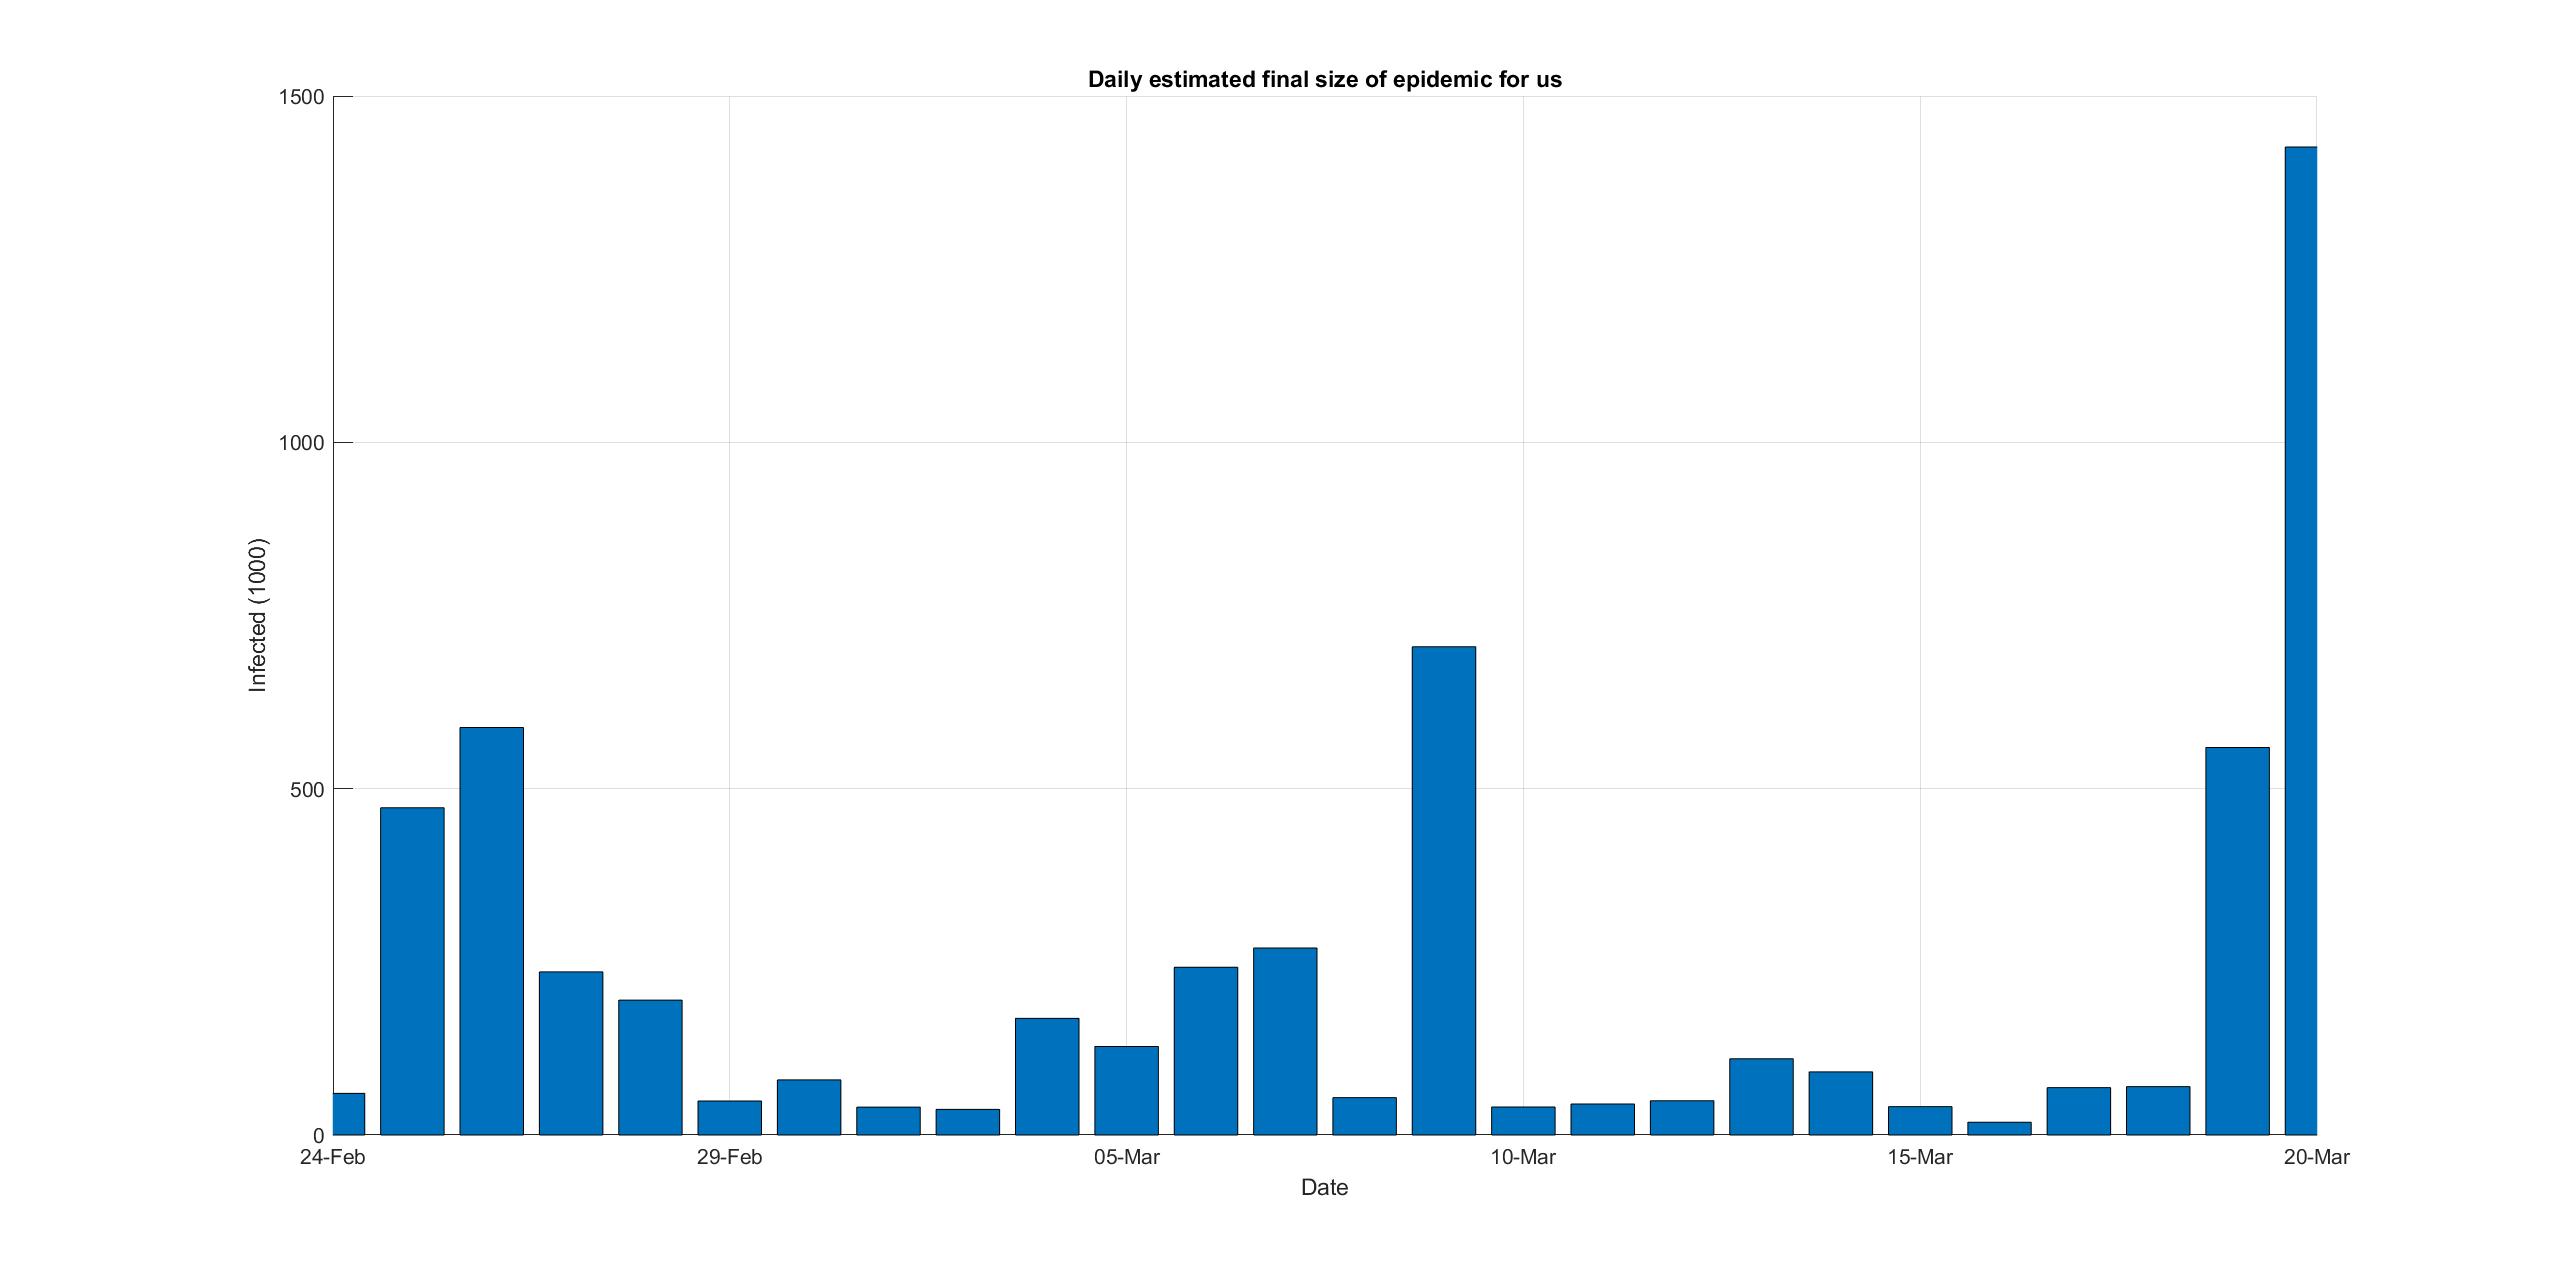 Daily estimated final size of epidemic for us
1500
1000
500
0
Infected (1000)
24-Feb
29-Feb
05-Mar
10-Mar
15-Mar
20-Mar
Date